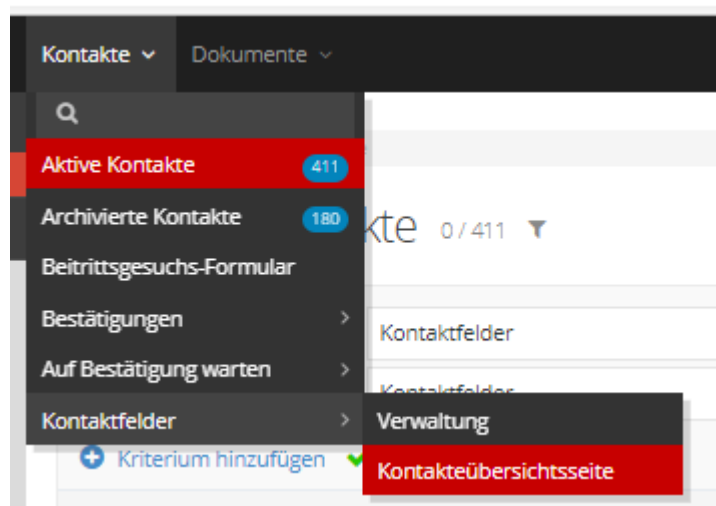 Kontakte Dokumente
Aktive Kontakte 411
Archivierte Kontakte 180
kte 0 / 411
Beitrittsgesuchs-Formular
Bestätigungen
Kontaktfelder
Auf Bestätigung warten
Kontaktfelder
Kontaktfelder
Verwaltung
Kriterium hinzufügen
Kontakteübersichtsseite